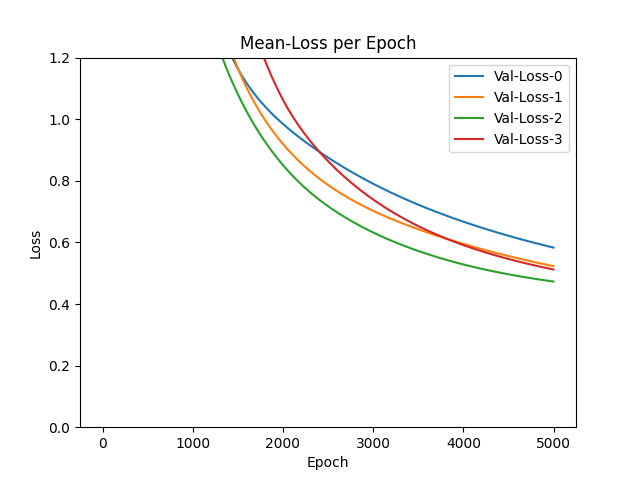 Mean-Loss per Epoch
Val-Loss-0
Val-Loss-1
Val-Loss-2
Val-Loss-3
1.2
1.0
0.8
0.6
0.4
0.2
0.0
Loss
0 1000 2000 3000 4000 5000
Epoch